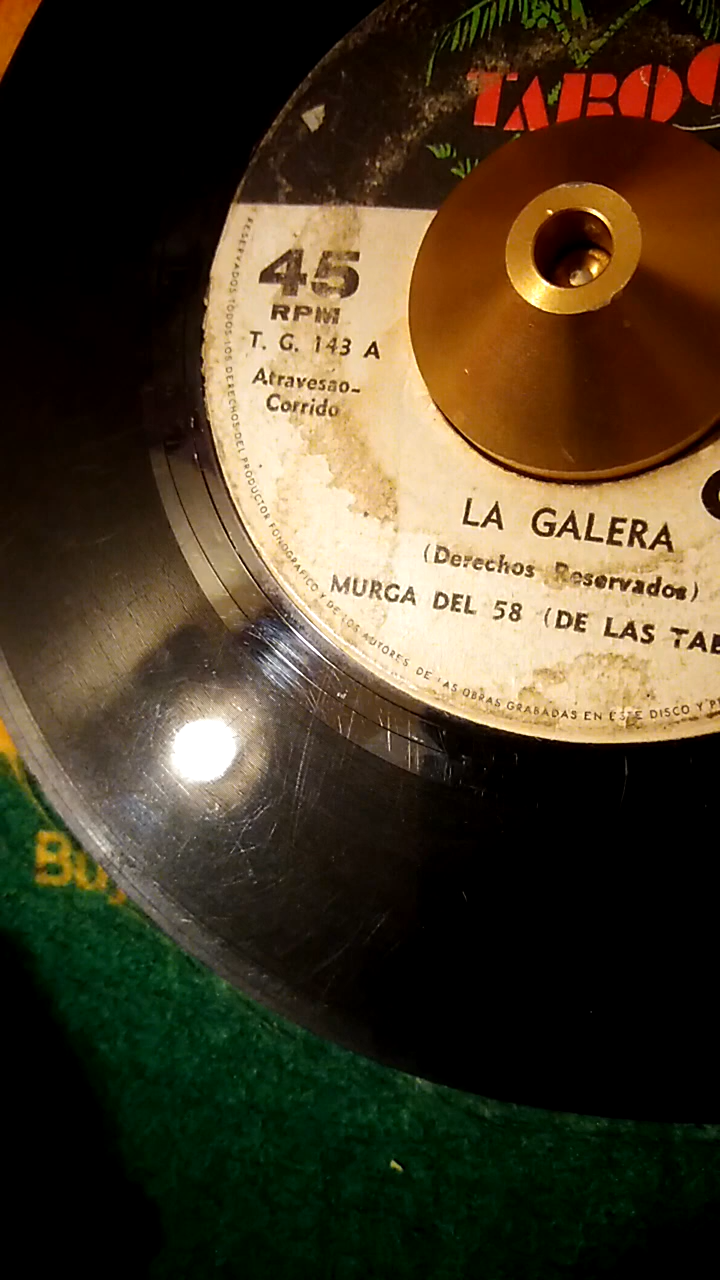 TABO
45
RPM
T. G. 143 A
Atravesao-
Corrido
LA GALERA
(Derechos Reservados)
MURGA DEL 58 (DE LAS TAB
RESERVADOS TODOS LOS DERECHOS DEL PRODUCTOR FONOGRAFICO Y DE LOS AUTORES DE LAS OBRAS GRABADAS EN ESTE DISCO Y